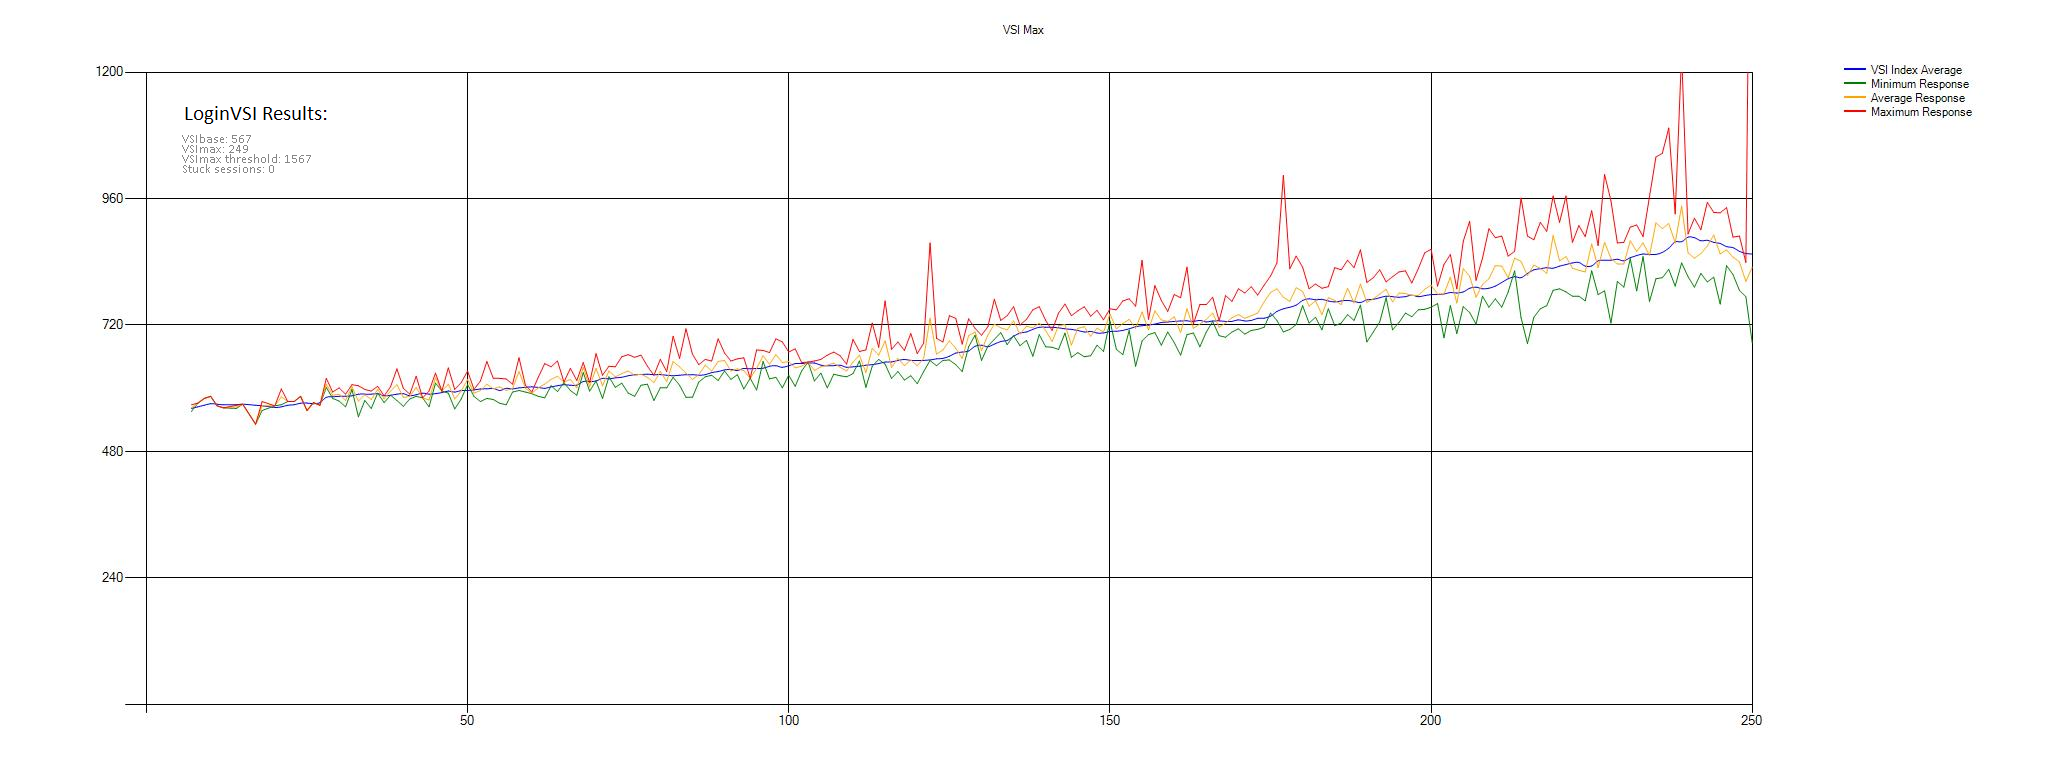 VSI Max
1200
960
720
480
240
LoginVSI Results:
VSIbase: 567
VSImax: 249
VSImax threshold: 1567
Stuck sessions: 0
VSI Index Average
Minimum Response
Average Response
Maximum Response
50 100 150 200 250